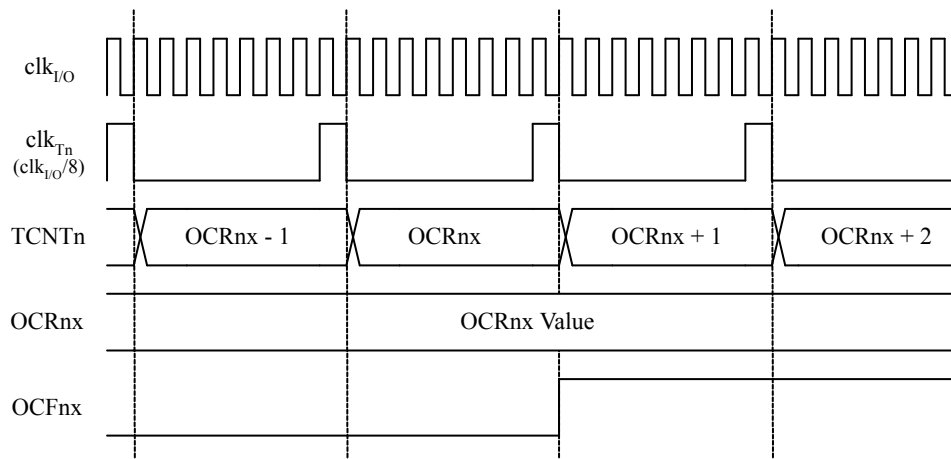 clkI/O
clkTn
(clkI/O/8)
TCNTn OCRnx - 1 OCRnx OCRnx + 1 OCRnx + 2
OCRnx OCRnx Value
OCFnx